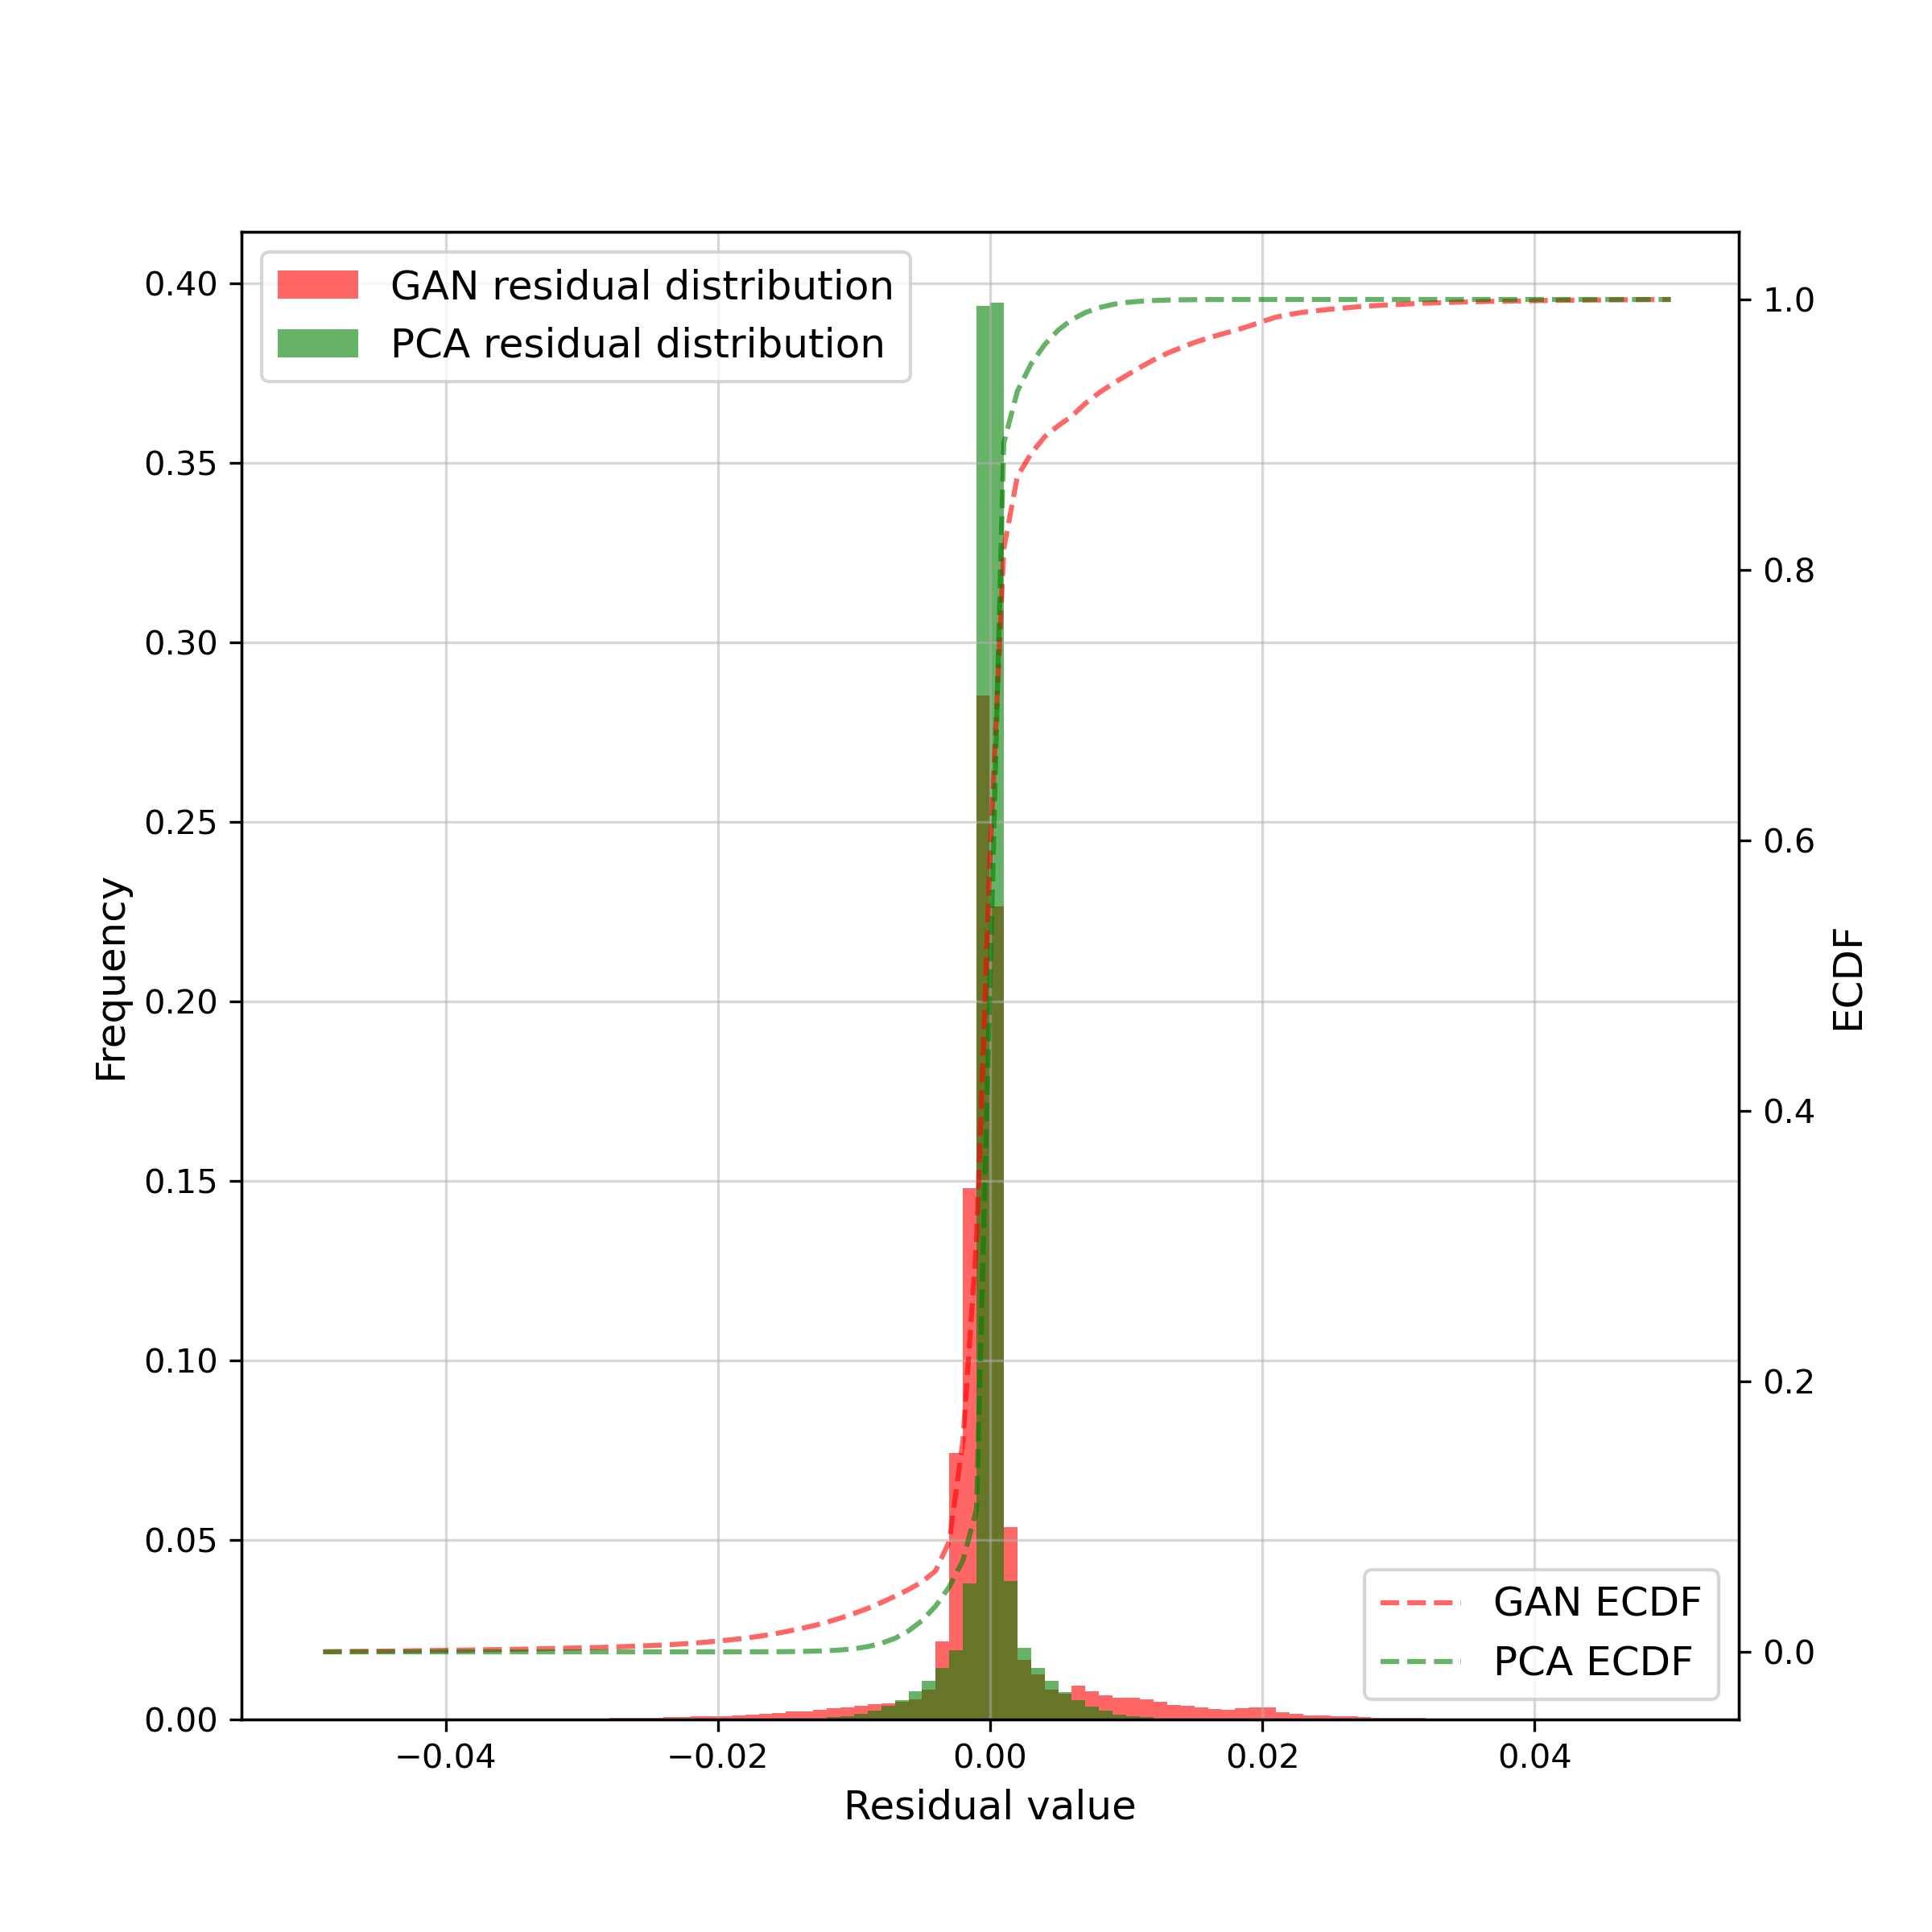 GAN residual distribution
PCA residual distribution
0.40
0.35
0.30
0.25
0.20
0.15
0.10
0.05
0.00
Frequency
1.0
0.8
0.6
0.4
0.2
0.0
ECDF
GAN ECDF
PCA ECDF
−0.04
−0.02
0.00
0.02
0.04
Residual value